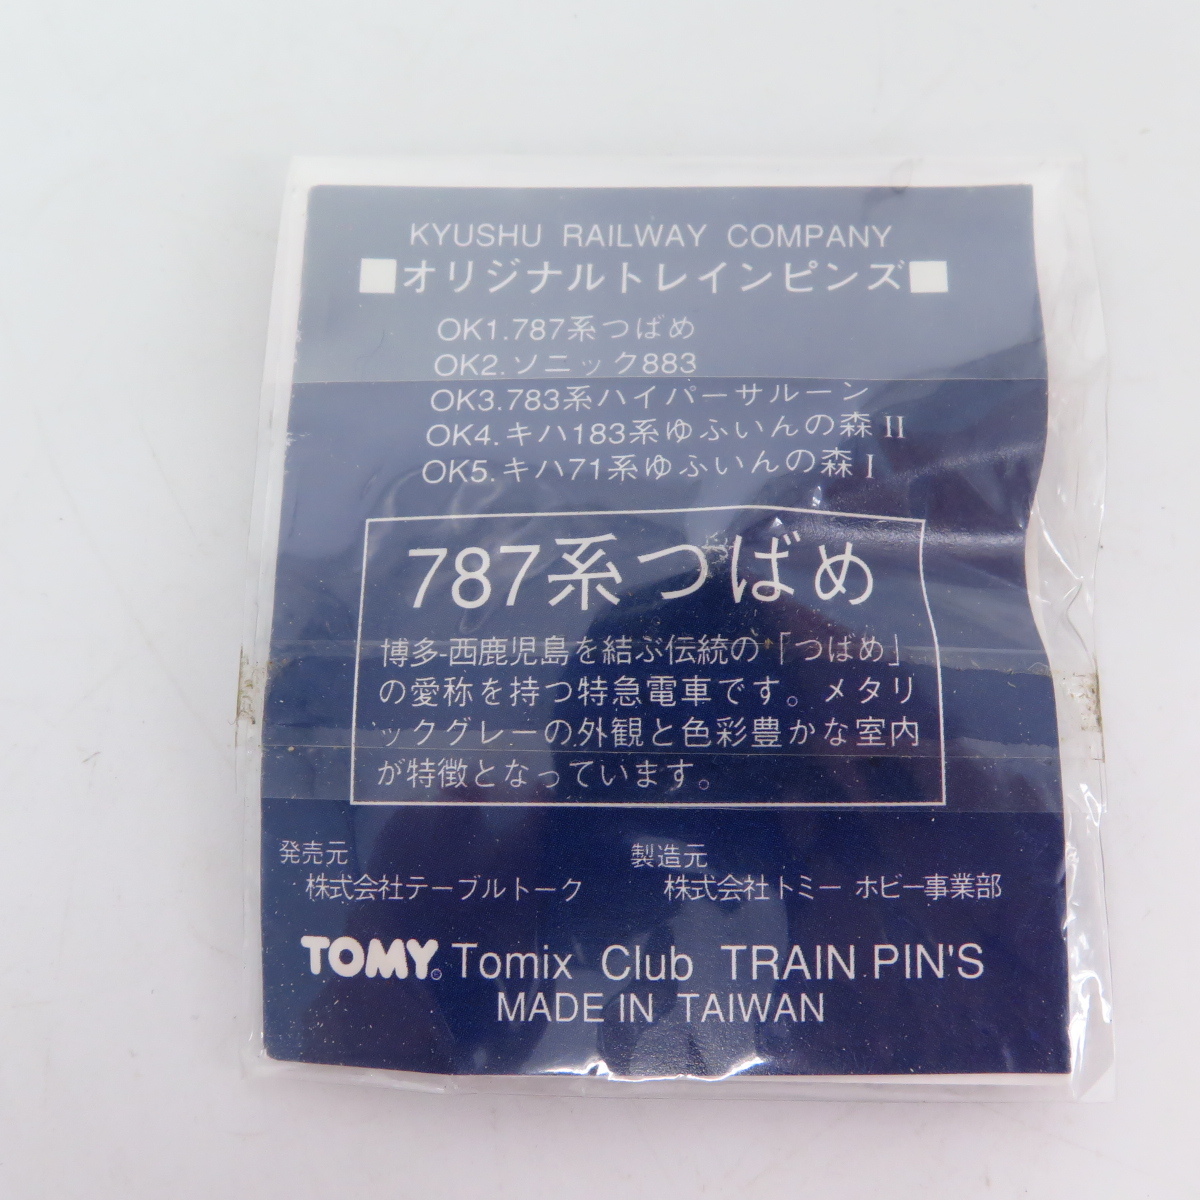 KYUSHU RAILWAY COMPANY
■オリジナルトレインピンズ■
OK1.787系つばめ
OK2.ソニック883
OK3.783系ハイパーサルーン
OK4.キハ183系ゆふいんの森 II
OK5.キハ71系ゆふいんの森 I
787系つばめ
博多-西鹿児島を結ぶ伝統の「つばめ」
の愛称を持つ特急電車です。メタリ
ックグレーの外観と色彩豊かな室内
が特徴となっています。
発売元
株式会社テーブルトーク
製造元
株式会社トミー ホビー事業部
TOMY. Tomix Club TRAIN PIN'S
MADE IN TAIWAN